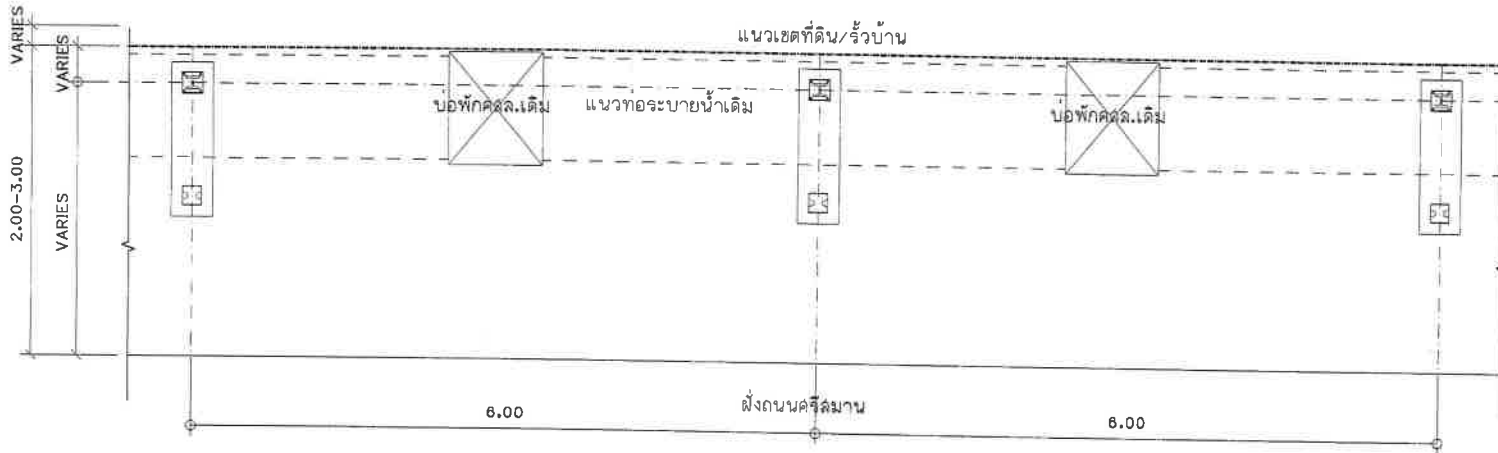 VARIES
VARIES
แนวเขตที่ดิน/รั้วบ้าน
บ่อพักคสล.เดิม
แนวท่อระบายน้ำเดิม
บ่อพักคสล.เดิม
2.00-3.00
VARIES
6.00
ฝั่งถนนศรีสมาน
6.00